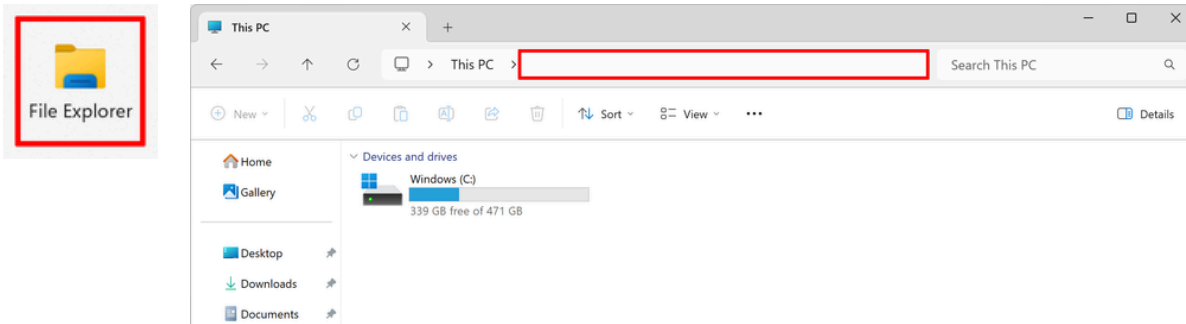 File Explorer
This PC
This PC
Search This PC
New
Sort
View
Details
Home
Gallery
Devices and drives
Windows (C:)
339 GB free of 471 GB
Desktop
Downloads
Documents